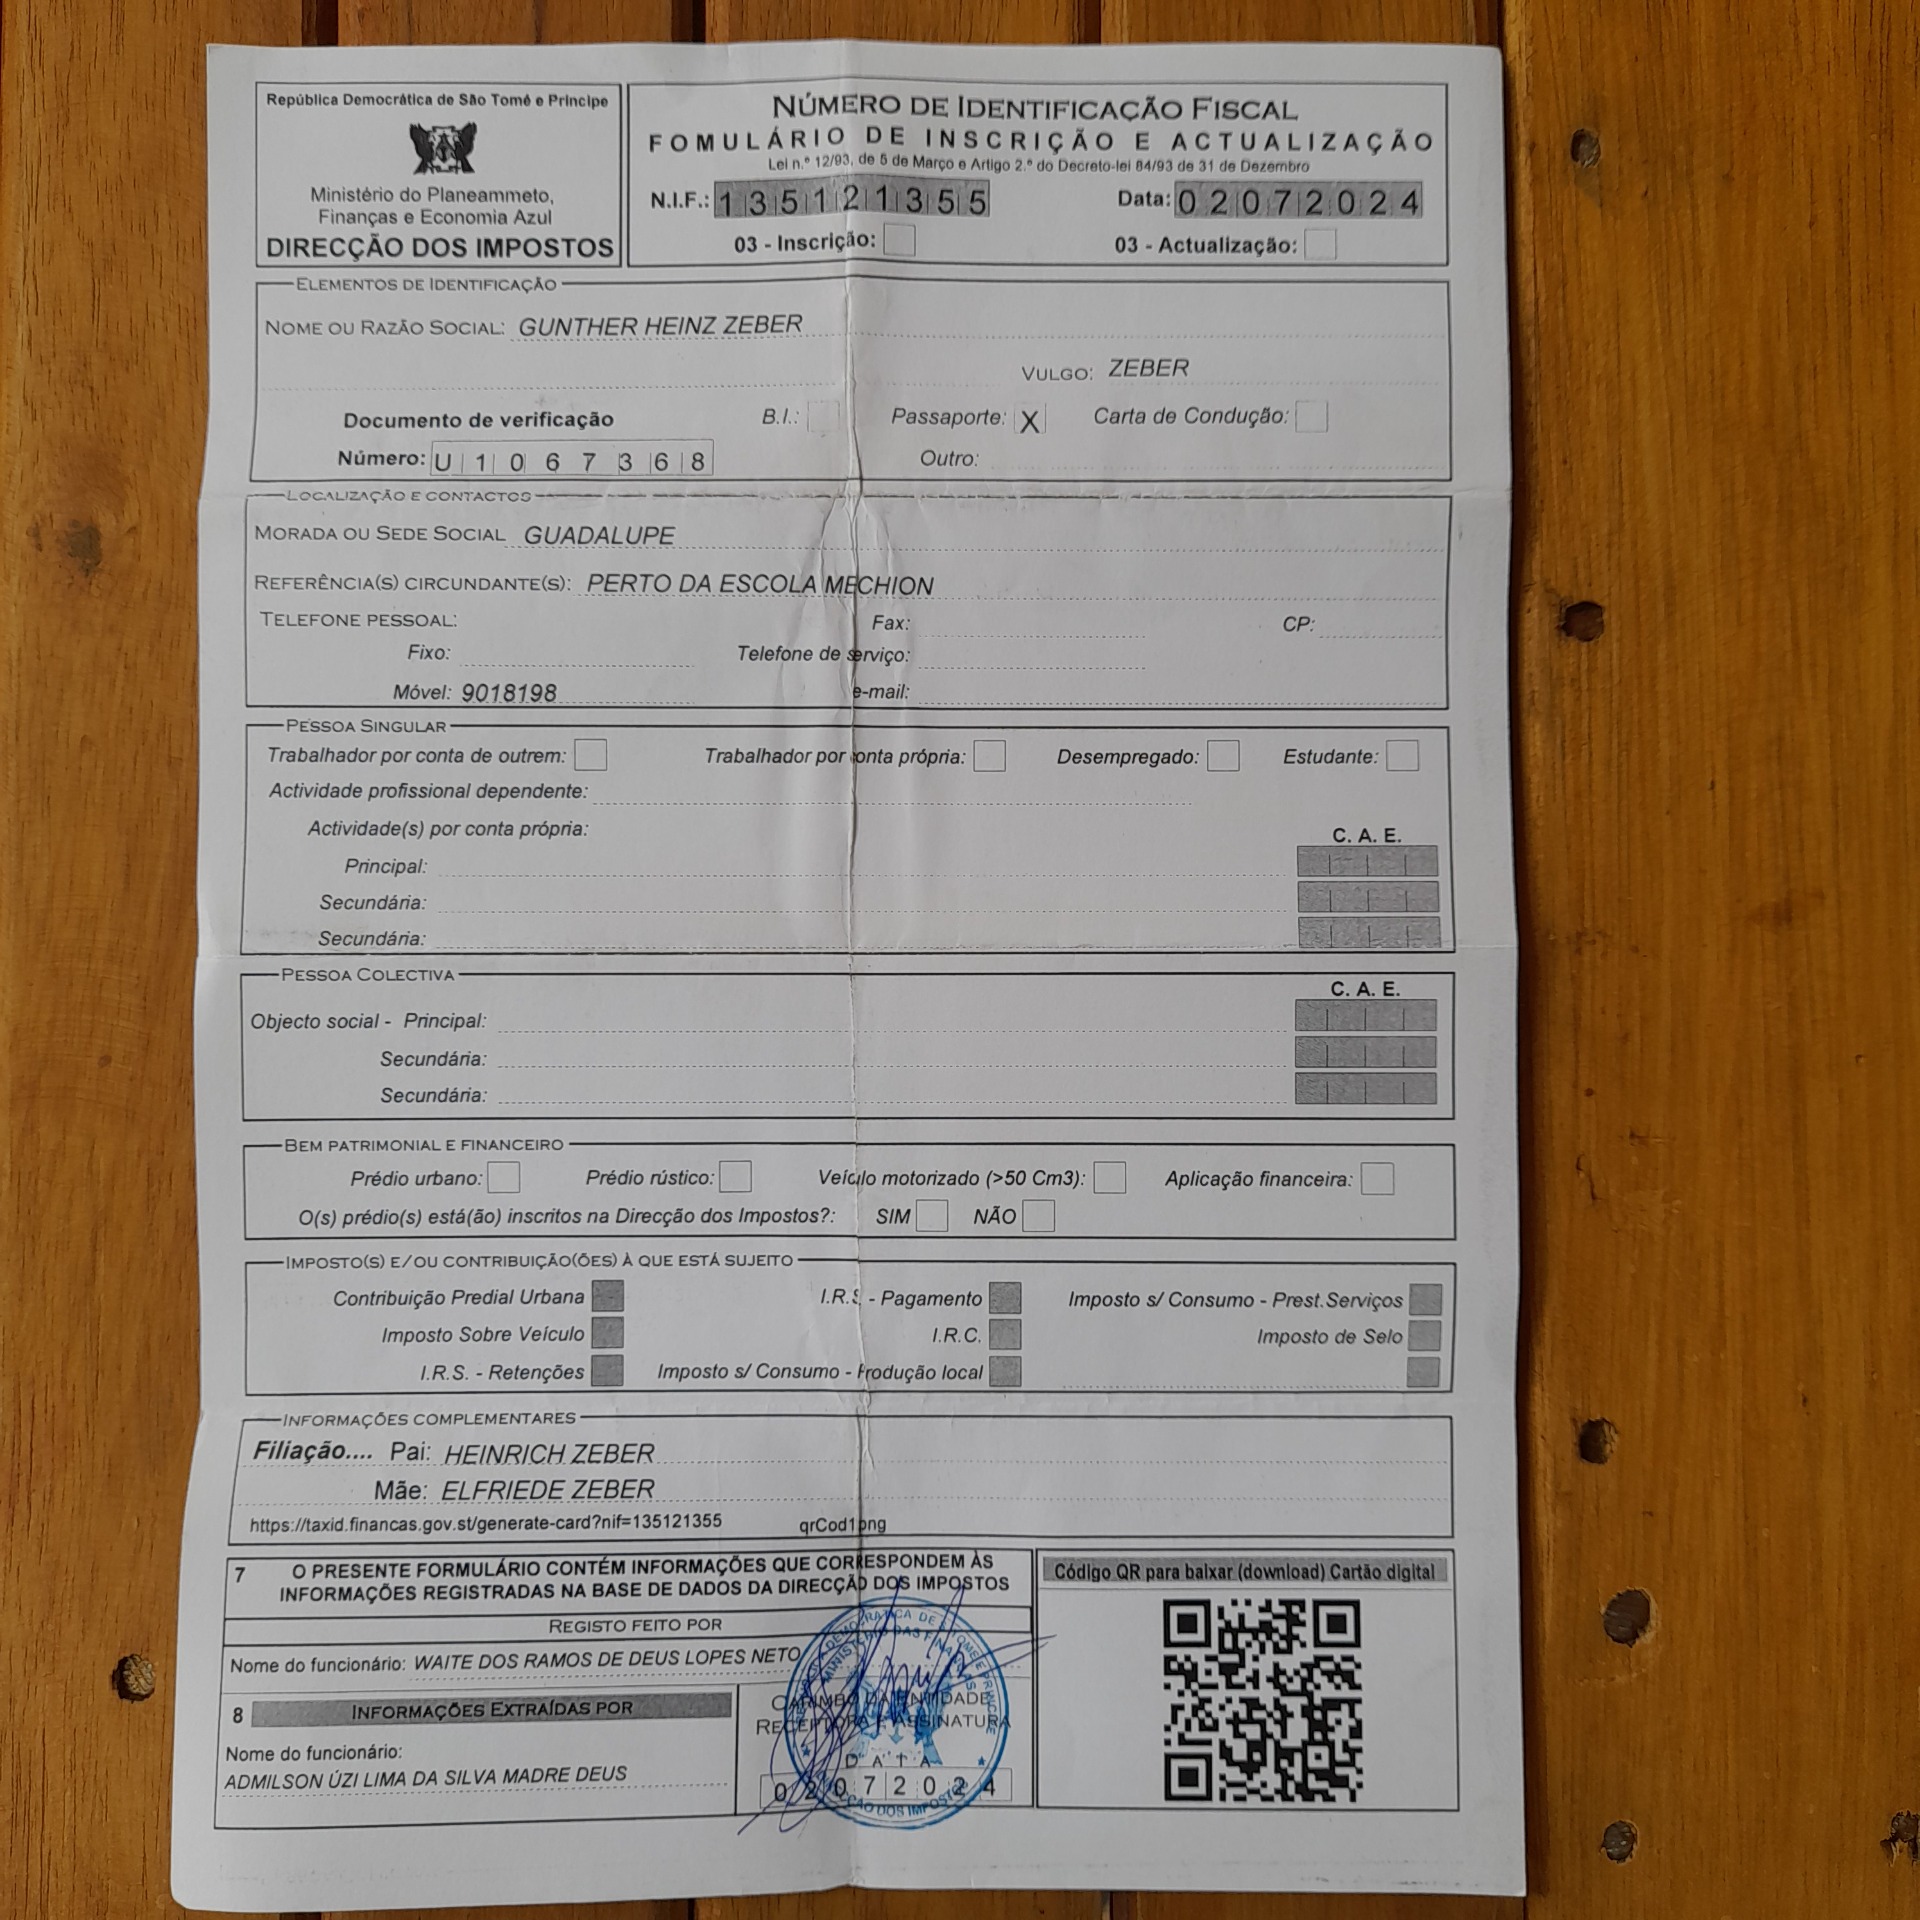 República Democrática de São Tomé e Principe
Ministério do Planeammeto,
Finanças e Economia Azul
DIRECÇÃO DOS IMPOSTOS
NÚMERO DE IDENTIFICAÇÃO FISCAL
FOMULÁRIO DE INSCRIÇÃO E ACTUALIZAÇÃO
Lei n.º 12/93, de 5 de Março e Artigo 2.º do Decreto-lei 84/93 de 31 de Dezembro
N.I.F.: 135121355 Data: 02072024
03 - Inscrição: 03 - Actualização:
ELEMENTOS DE IDENTIFICAÇÃO
NOME OU RAZÃO SOCIAL: GUNTHER HEINZ ZEBER
VULGO: ZEBER
Documento de verificação B.I.: Passaporte: X Carta de Condução:
Número: U1067368 Outro:
LOCALIZAÇÃO E CONTACTOS
MORADA OU SEDE SOCIAL GUADALUPE
REFERÊNCIA(S) CIRCUNDANTE(S): PERTO DA ESCOLA MECHION
TELEFONE PESSOAL: Fax: CP:
Fixo: Telefone de serviço:
Móvel: 9018198 e-mail:
PESSOA SINGULAR
Trabalhador por conta de outrem: Trabalhador por conta própria: Desempregado: Estudante:
Actividade profissional dependente:
Actividade(s) por conta própria: C. A. E.
Principal:
Secundária:
Secundária:
PESSOA COLECTIVA
C. A. E.
Objecto social - Principal:
Secundária:
Secundária:
BEM PATRIMONIAL E FINANCEIRO
Prédio urbano: Prédio rústico: Veículo motorizado (>50 Cm3): Aplicação financeira:
O(s) prédio(s) está(ão) inscritos na Direcção dos Impostos?: SIM NÃO
IMPOSTO(S) E/OU CONTRIBUIÇÃO(ÕES) À QUE ESTÁ SUJEITO
Contribuição Predial Urbana I.R.S. - Pagamento Imposto s/ Consumo - Prest.Serviços
Imposto Sobre Veículo I.R.C. Imposto de Selo
I.R.S. - Retenções Imposto s/ Consumo - Produção local
INFORMAÇÕES COMPLEMENTARES
Filiação.... Pai: HEINRICH ZEBER
Mãe: ELFRIEDE ZEBER
https://taxid.financas.gov.st/generate-card?nif=135121355 qrCod1png
7 O PRESENTE FORMULÁRIO CONTÉM INFORMAÇÕES QUE CORRESPONDEM ÀS
INFORMAÇÕES REGISTRADAS NA BASE DE DADOS DA DIRECÇÃO DOS IMPOSTOS
Código QR para baixar (download) Cartão digital
REGISTO FEITO POR
Nome do funcionário: WAITE DOS RAMOS DE DEUS LOPES NETO
8 INFORMAÇÕES EXTRAÍDAS POR
CARIMBO DA ENTIDADE
RECEPTORA E ASSINATURA
Nome do funcionário:
ADMILSON ÚZI LIMA DA SILVA MADRE DEUS
DATA
02072024